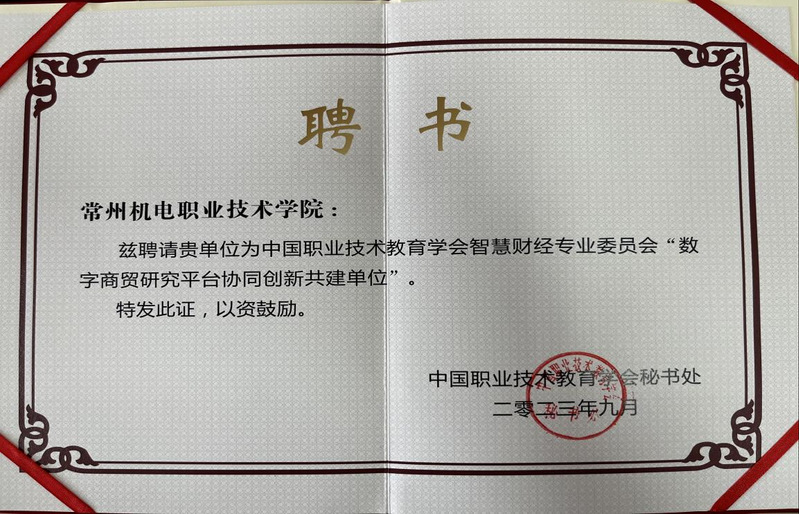 聘 书
常州机电职业技术学院：
兹聘请贵单位为中国职业技术教育学会智慧财经专业委员会“数
字商贸研究平台协同创新共建单位”。
特发此证，以资鼓励。
中国职业技术教育学会秘书处
二零二三年九月